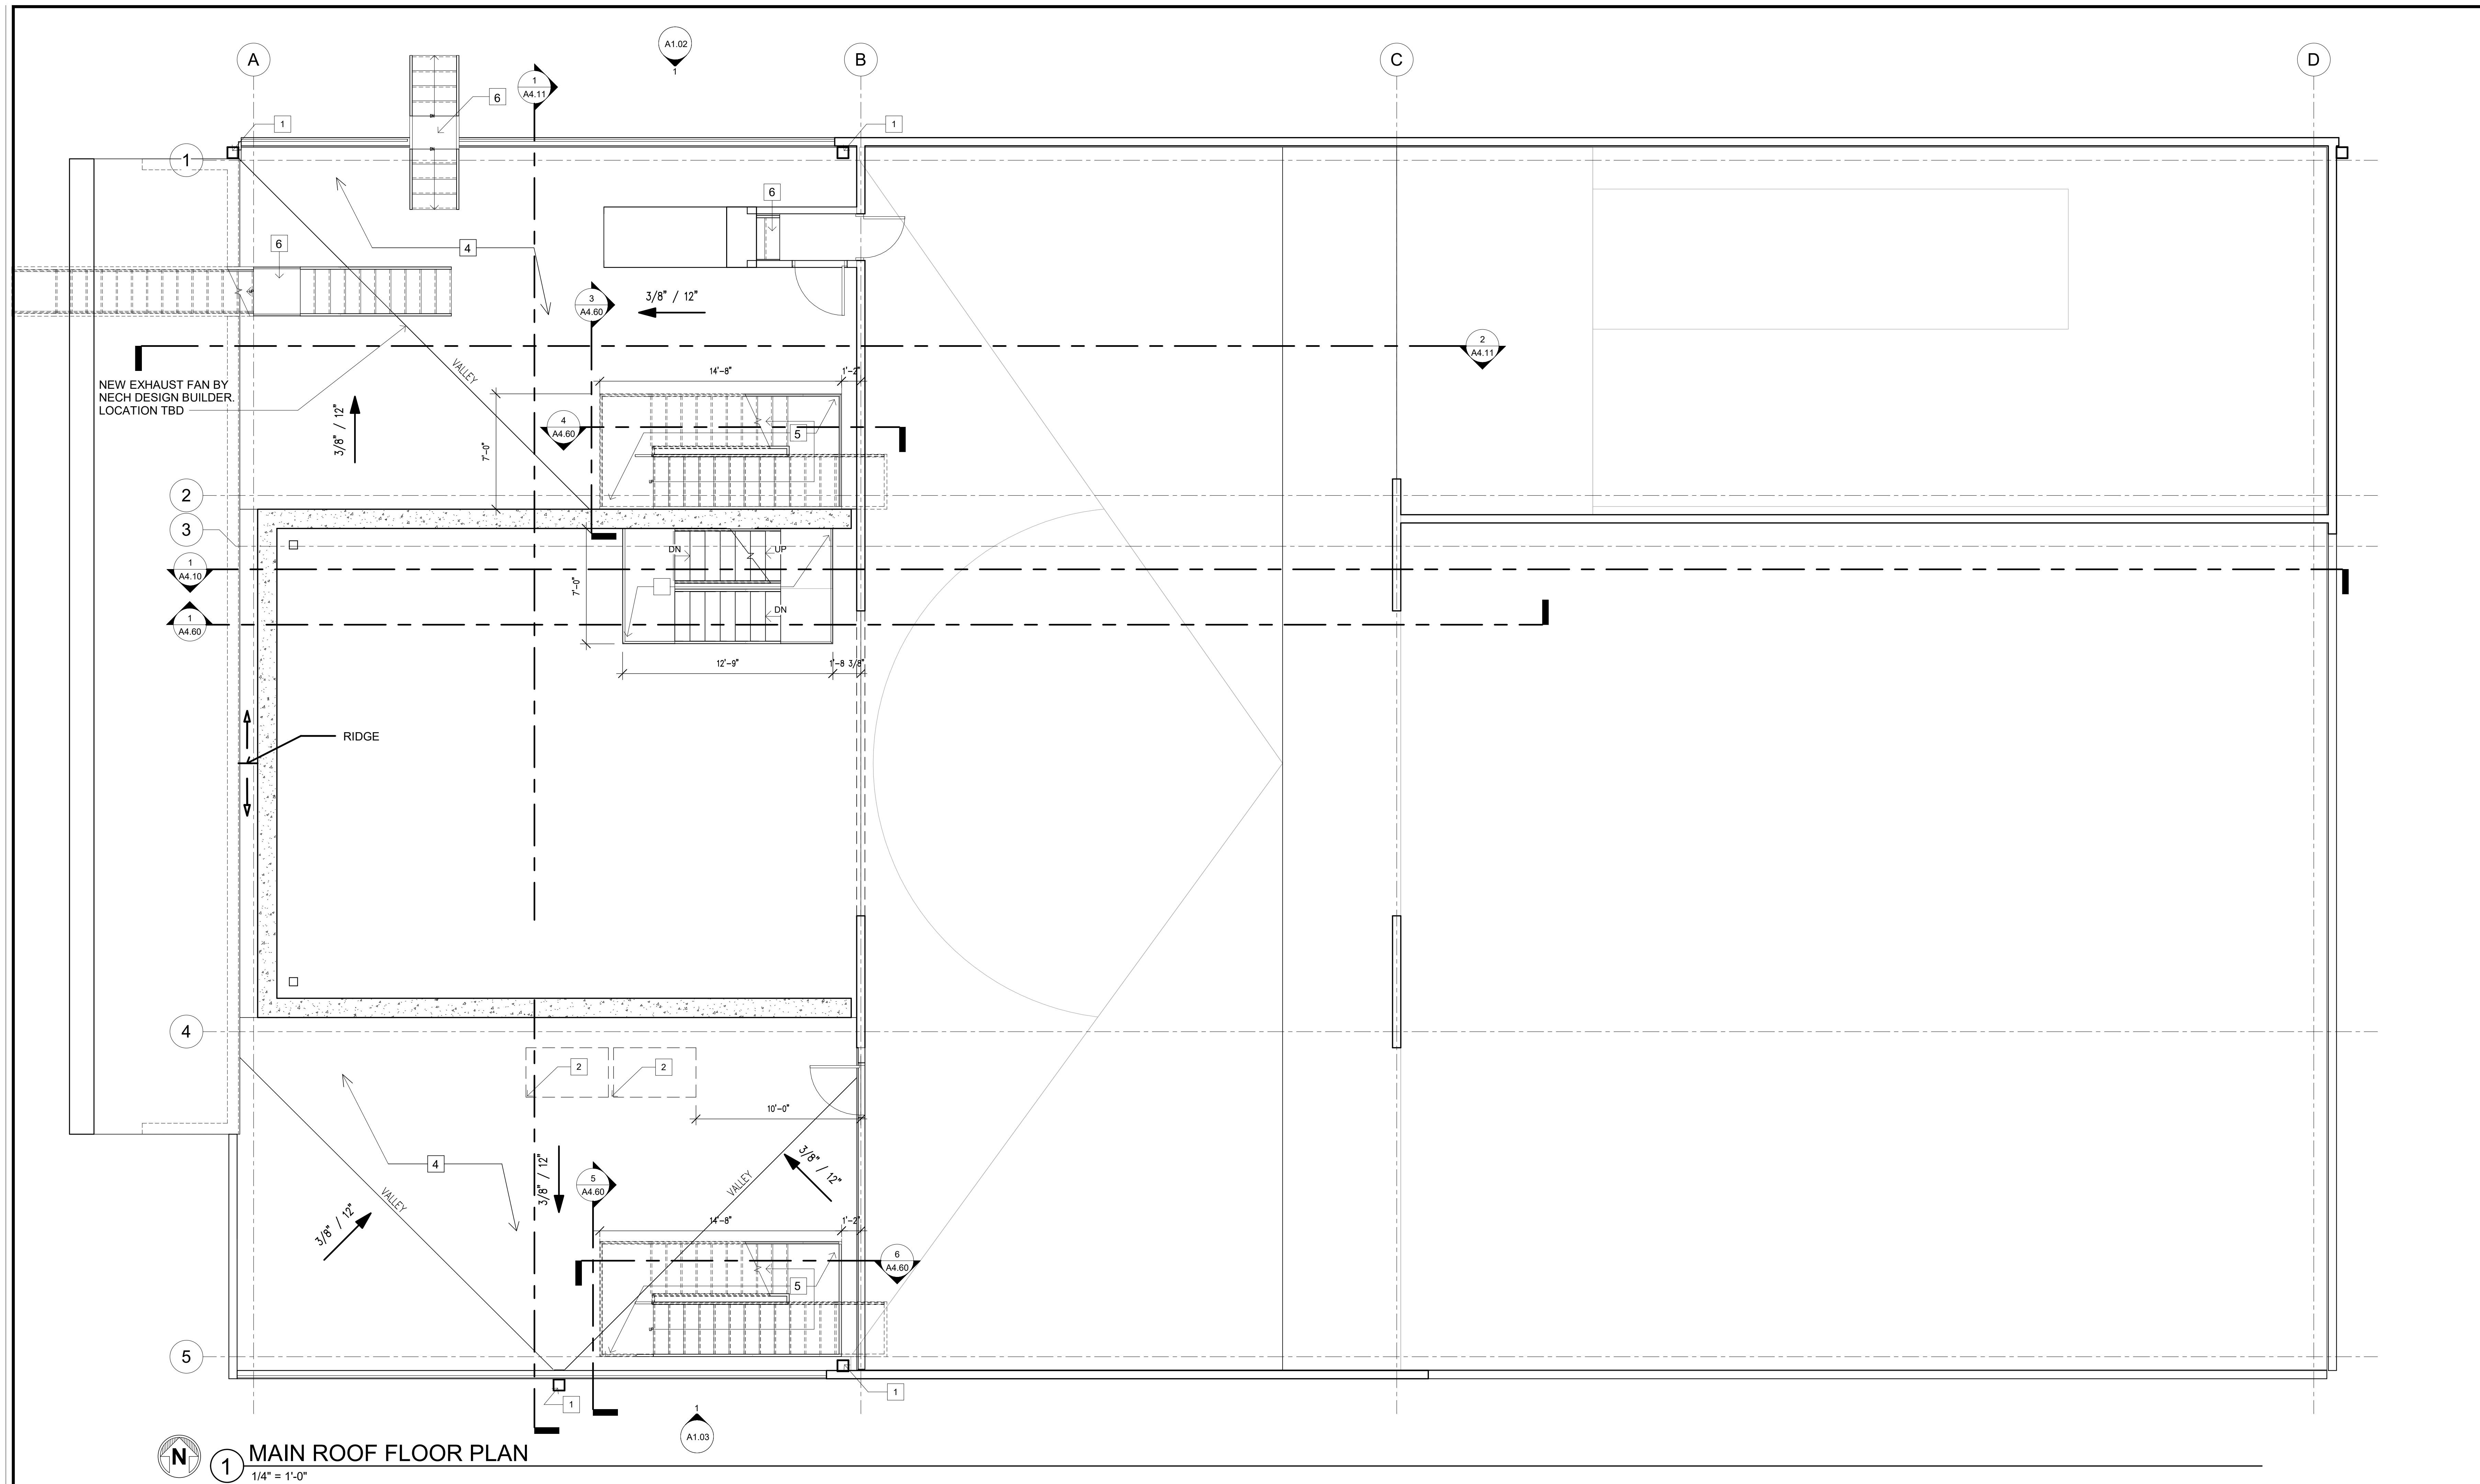 A1.02
1
A
B
C
D
1
A4.11
6
1
1
1
6
6
4
3
A4.60
3/8" / 12"
2
A4.11
VALLEY
14'-8"
1'-2"
NEW EXHAUST FAN BY
NECH DESIGN BUILDER.
LOCATION TBD
3/8" / 12"
4
A4.60
5
7'-0"
2
3
DN
UP
1
A4.10
7'-0"
DN
1
A4.60
12'-9"
1'-8 3/8"
RIDGE
4
2
2
10'-0"
4
3/8" / 12"
3/8" / 12"
5
A4.60
VALLEY
VALLEY
3/8" / 12"
14'-8"
1'-2"
6
A4.60
5
5
1
1
1
A1.03
N
1
MAIN ROOF FLOOR PLAN
1/4" = 1'-0"